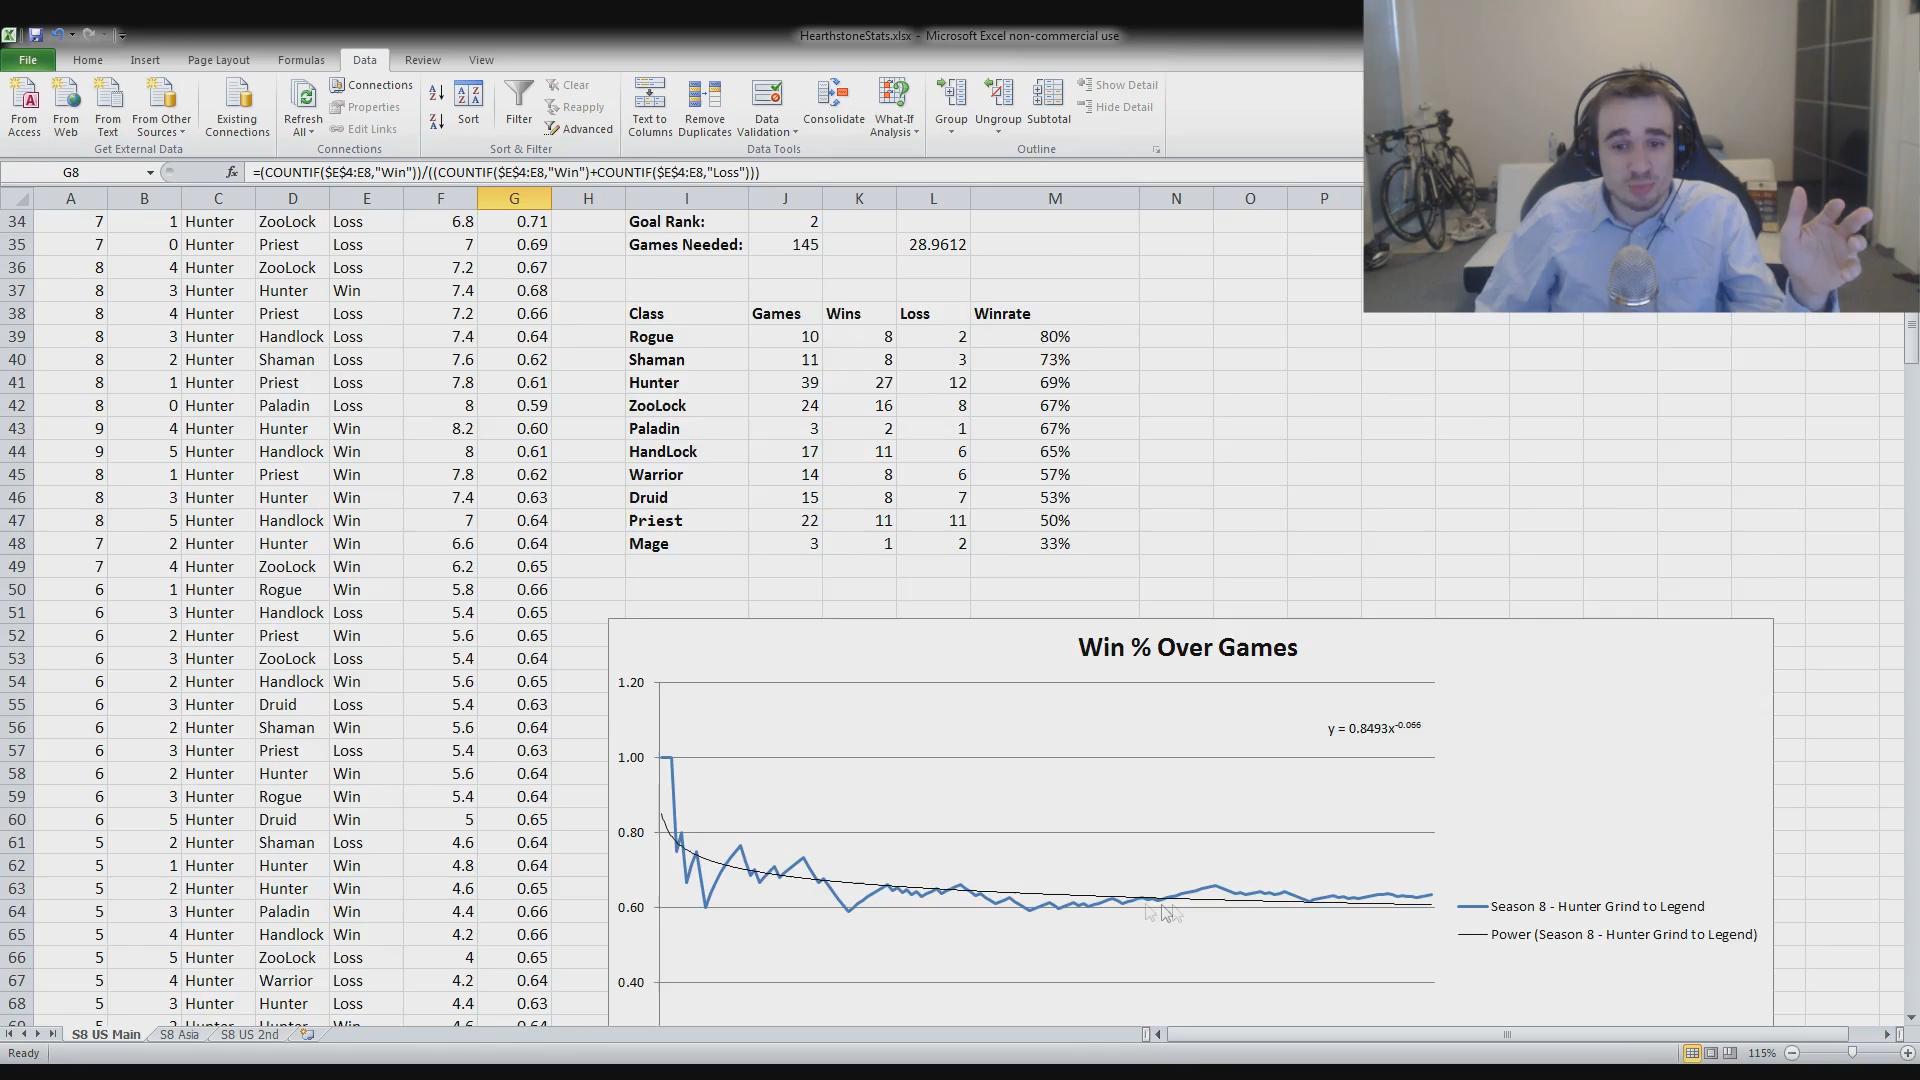 HearthstoneStats.xlsx - Microsoft Excel non-commercial use
File Home Insert Page Layout Formulas Data Review View
From Access From Web From Text From Other Sources Existing Connections Refresh All Connections Properties Edit Links Sort Filter Clear Reapply Advanced Text to Columns Remove Duplicates Data Validation Consolidate What-If Analysis Group Ungroup Subtotal Show Detail Hide Detail
Get External Data Connections Sort & Filter Data Tools Outline
G8 fx =(COUNTIF($E$4:E8,"Win"))/((COUNTIF($E$4:E8,"Win")+COUNTIF($E$4:E8,"Loss")))
A B C D E F G H I J K L M N O P
34 7 1 Hunter ZooLock Loss 6.8 0.71 Goal Rank: 2
35 7 0 Hunter Priest Loss 7 0.69 Games Needed: 145 28.9612
36 8 4 Hunter ZooLock Loss 7.2 0.67
37 8 3 Hunter Hunter Win 7.4 0.68
38 8 4 Hunter Priest Loss 7.2 0.66 Class Games Wins Loss Winrate
39 8 3 Hunter Handlock Loss 7.4 0.64 Rogue 10 8 2 80%
40 8 2 Hunter Shaman Loss 7.6 0.62 Shaman 11 8 3 73%
41 8 1 Hunter Priest Loss 7.8 0.61 Hunter 39 27 12 69%
42 8 0 Hunter Paladin Loss 8 0.59 ZooLock 24 16 8 67%
43 9 4 Hunter Hunter Win 8.2 0.60 Paladin 3 2 1 67%
44 9 5 Hunter Handlock Win 8 0.61 HandLock 17 11 6 65%
45 8 1 Hunter Priest Win 7.8 0.62 Warrior 14 8 6 57%
46 8 3 Hunter Hunter Win 7.4 0.63 Druid 15 8 7 53%
47 8 5 Hunter Handlock Win 7 0.64 Priest 22 11 11 50%
48 7 2 Hunter Hunter Win 6.6 0.64 Mage 3 1 2 33%
49 7 4 Hunter ZooLock Win 6.2 0.65
50 6 1 Hunter Rogue Win 5.8 0.66
51 6 3 Hunter Handlock Loss 5.4 0.65
52 6 2 Hunter Priest Win 5.6 0.65
53 6 3 Hunter ZooLock Loss 5.4 0.64
54 6 2 Hunter Handlock Win 5.6 0.65
55 6 3 Hunter Druid Loss 5.4 0.63
56 6 2 Hunter Shaman Win 5.6 0.64
57 6 3 Hunter Priest Loss 5.4 0.63
58 6 2 Hunter Hunter Win 5.6 0.64
59 6 3 Hunter Rogue Win 5.4 0.64
60 6 5 Hunter Druid Win 5 0.65
61 5 2 Hunter Shaman Loss 4.6 0.64
62 5 1 Hunter Hunter Win 4.8 0.64
63 5 2 Hunter Hunter Win 4.6 0.65
64 5 3 Hunter Paladin Win 4.4 0.66
65 5 4 Hunter Handlock Win 4.2 0.66
66 5 5 Hunter ZooLock Loss 4 0.65
67 5 4 Hunter Warrior Loss 4.2 0.64
68 5 3 Hunter Hunter Loss 4.4 0.63
Win % Over Games
1.20
y = 0.8493x-0.066
1.00
0.80
0.60
0.40
Season 8 - Hunter Grind to Legend
Power (Season 8 - Hunter Grind to Legend)
S8 US Main S8 Asia S8 US 2nd
Ready 115%